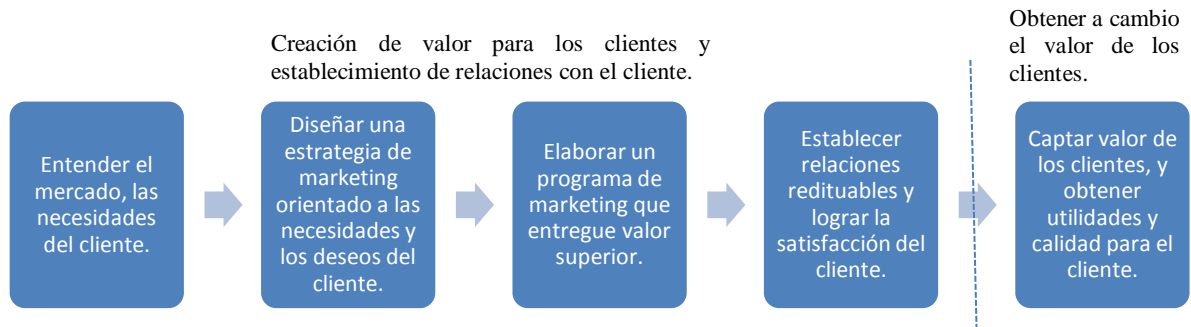 Creación de valor para los clientes y
establecimiento de relaciones con el cliente.
Obtener a cambio
el valor de los
clientes.
Entender el
mercado, las
necesidades
del cliente.
Diseñar una
estrategia de
marketing
orientado a las
necesidades y
los deseos del
cliente.
Elaborar un
programa de
marketing que
entregue valor
superior.
Establecer
relaciones
redituables y
lograr la
satisfacción del
cliente.
Captar valor de
los clientes, y
obtener
utilidades y
calidad para el
cliente.